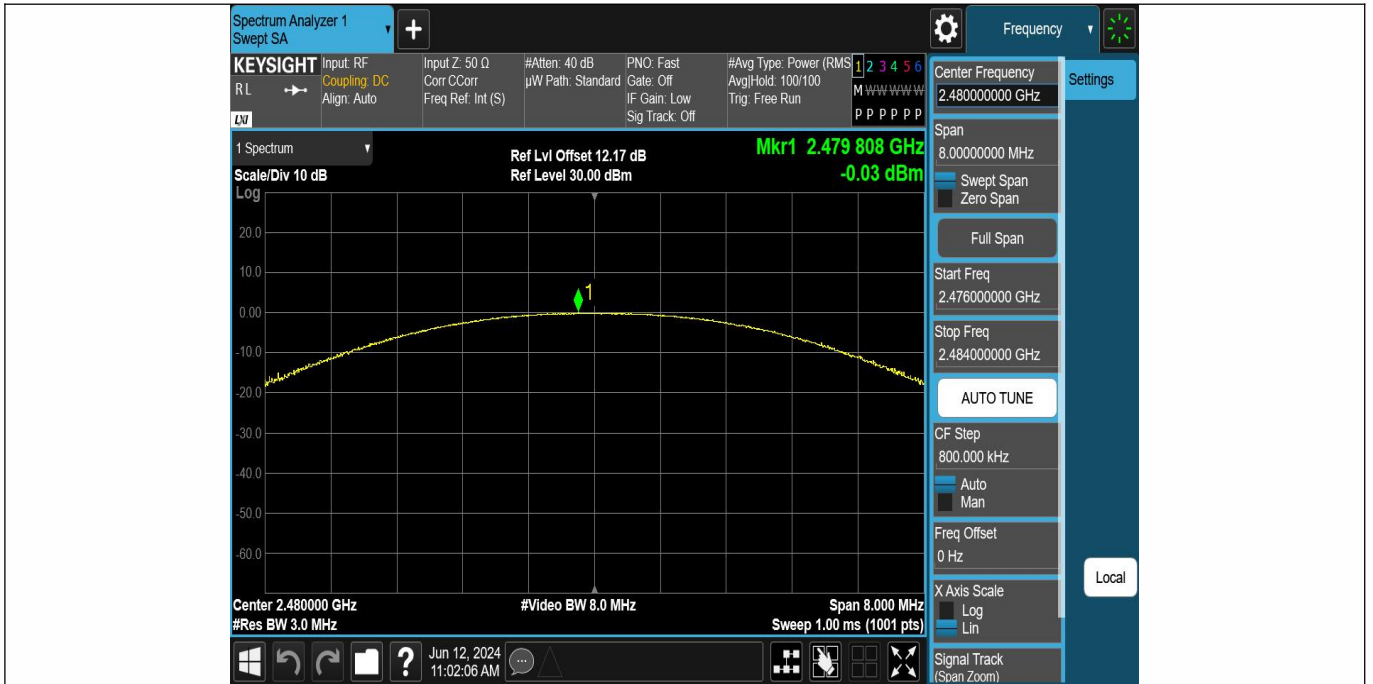 Spectrum Analyzer 1
Swept SA
+
Frequency
KEYSIGHT
RL
LXI
Input: RF
Coupling: DC
Align: Auto
Input Z: 50 Ω
Corr CCorr
Freq Ref: Int (S)
#Atten: 40 dB
µW Path: Standard
PNO: Fast
Gate: Off
IF Gain: Low
Sig Track: Off
#Avg Type: Power (RMS
Avg|Hold: 100/100
Trig: Free Run
1 2 3 4 5 6
M W W W W W
P P P P P P
1 Spectrum
Scale/Div 10 dB
Ref Lvl Offset 12.17 dB
Ref Level 30.00 dBm
Mkr1 2.479 808 GHz
-0.03 dBm
Log
20.0
10.0
0.00
-10.0
-20.0
-30.0
-40.0
-50.0
-60.0
1
Center 2.480000 GHz
#Res BW 3.0 MHz
#Video BW 8.0 MHz
Span 8.000 MHz
Sweep 1.00 ms (1001 pts)
Center Frequency
2.480000000 GHz
Settings
Span
8.00000000 MHz
Swept Span
Zero Span
Full Span
Start Freq
2.476000000 GHz
Stop Freq
2.484000000 GHz
AUTO TUNE
CF Step
800.000 kHz
Auto
Man
Freq Offset
0 Hz
X Axis Scale
Log
Lin
Local
Signal Track
(Span Zoom)
?
Jun 12, 2024
11:02:06 AM